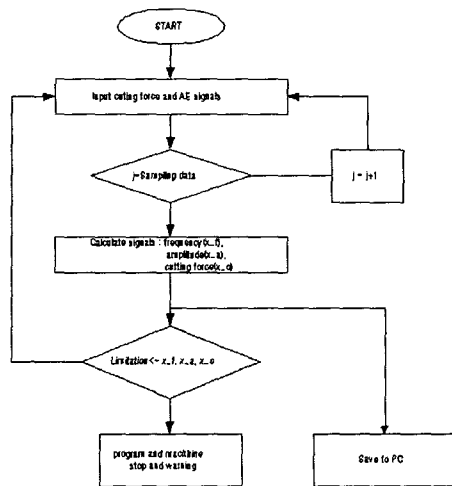 START
Input cutting force and AE signals
j=Sampling data
j = j+1
Calculate signals : frequency(x_f),
amplitude(x_a),
cutting force(x_c)
Limitation<- x_f, x_a, x_c
program and machine
stop and warning
Save to PC